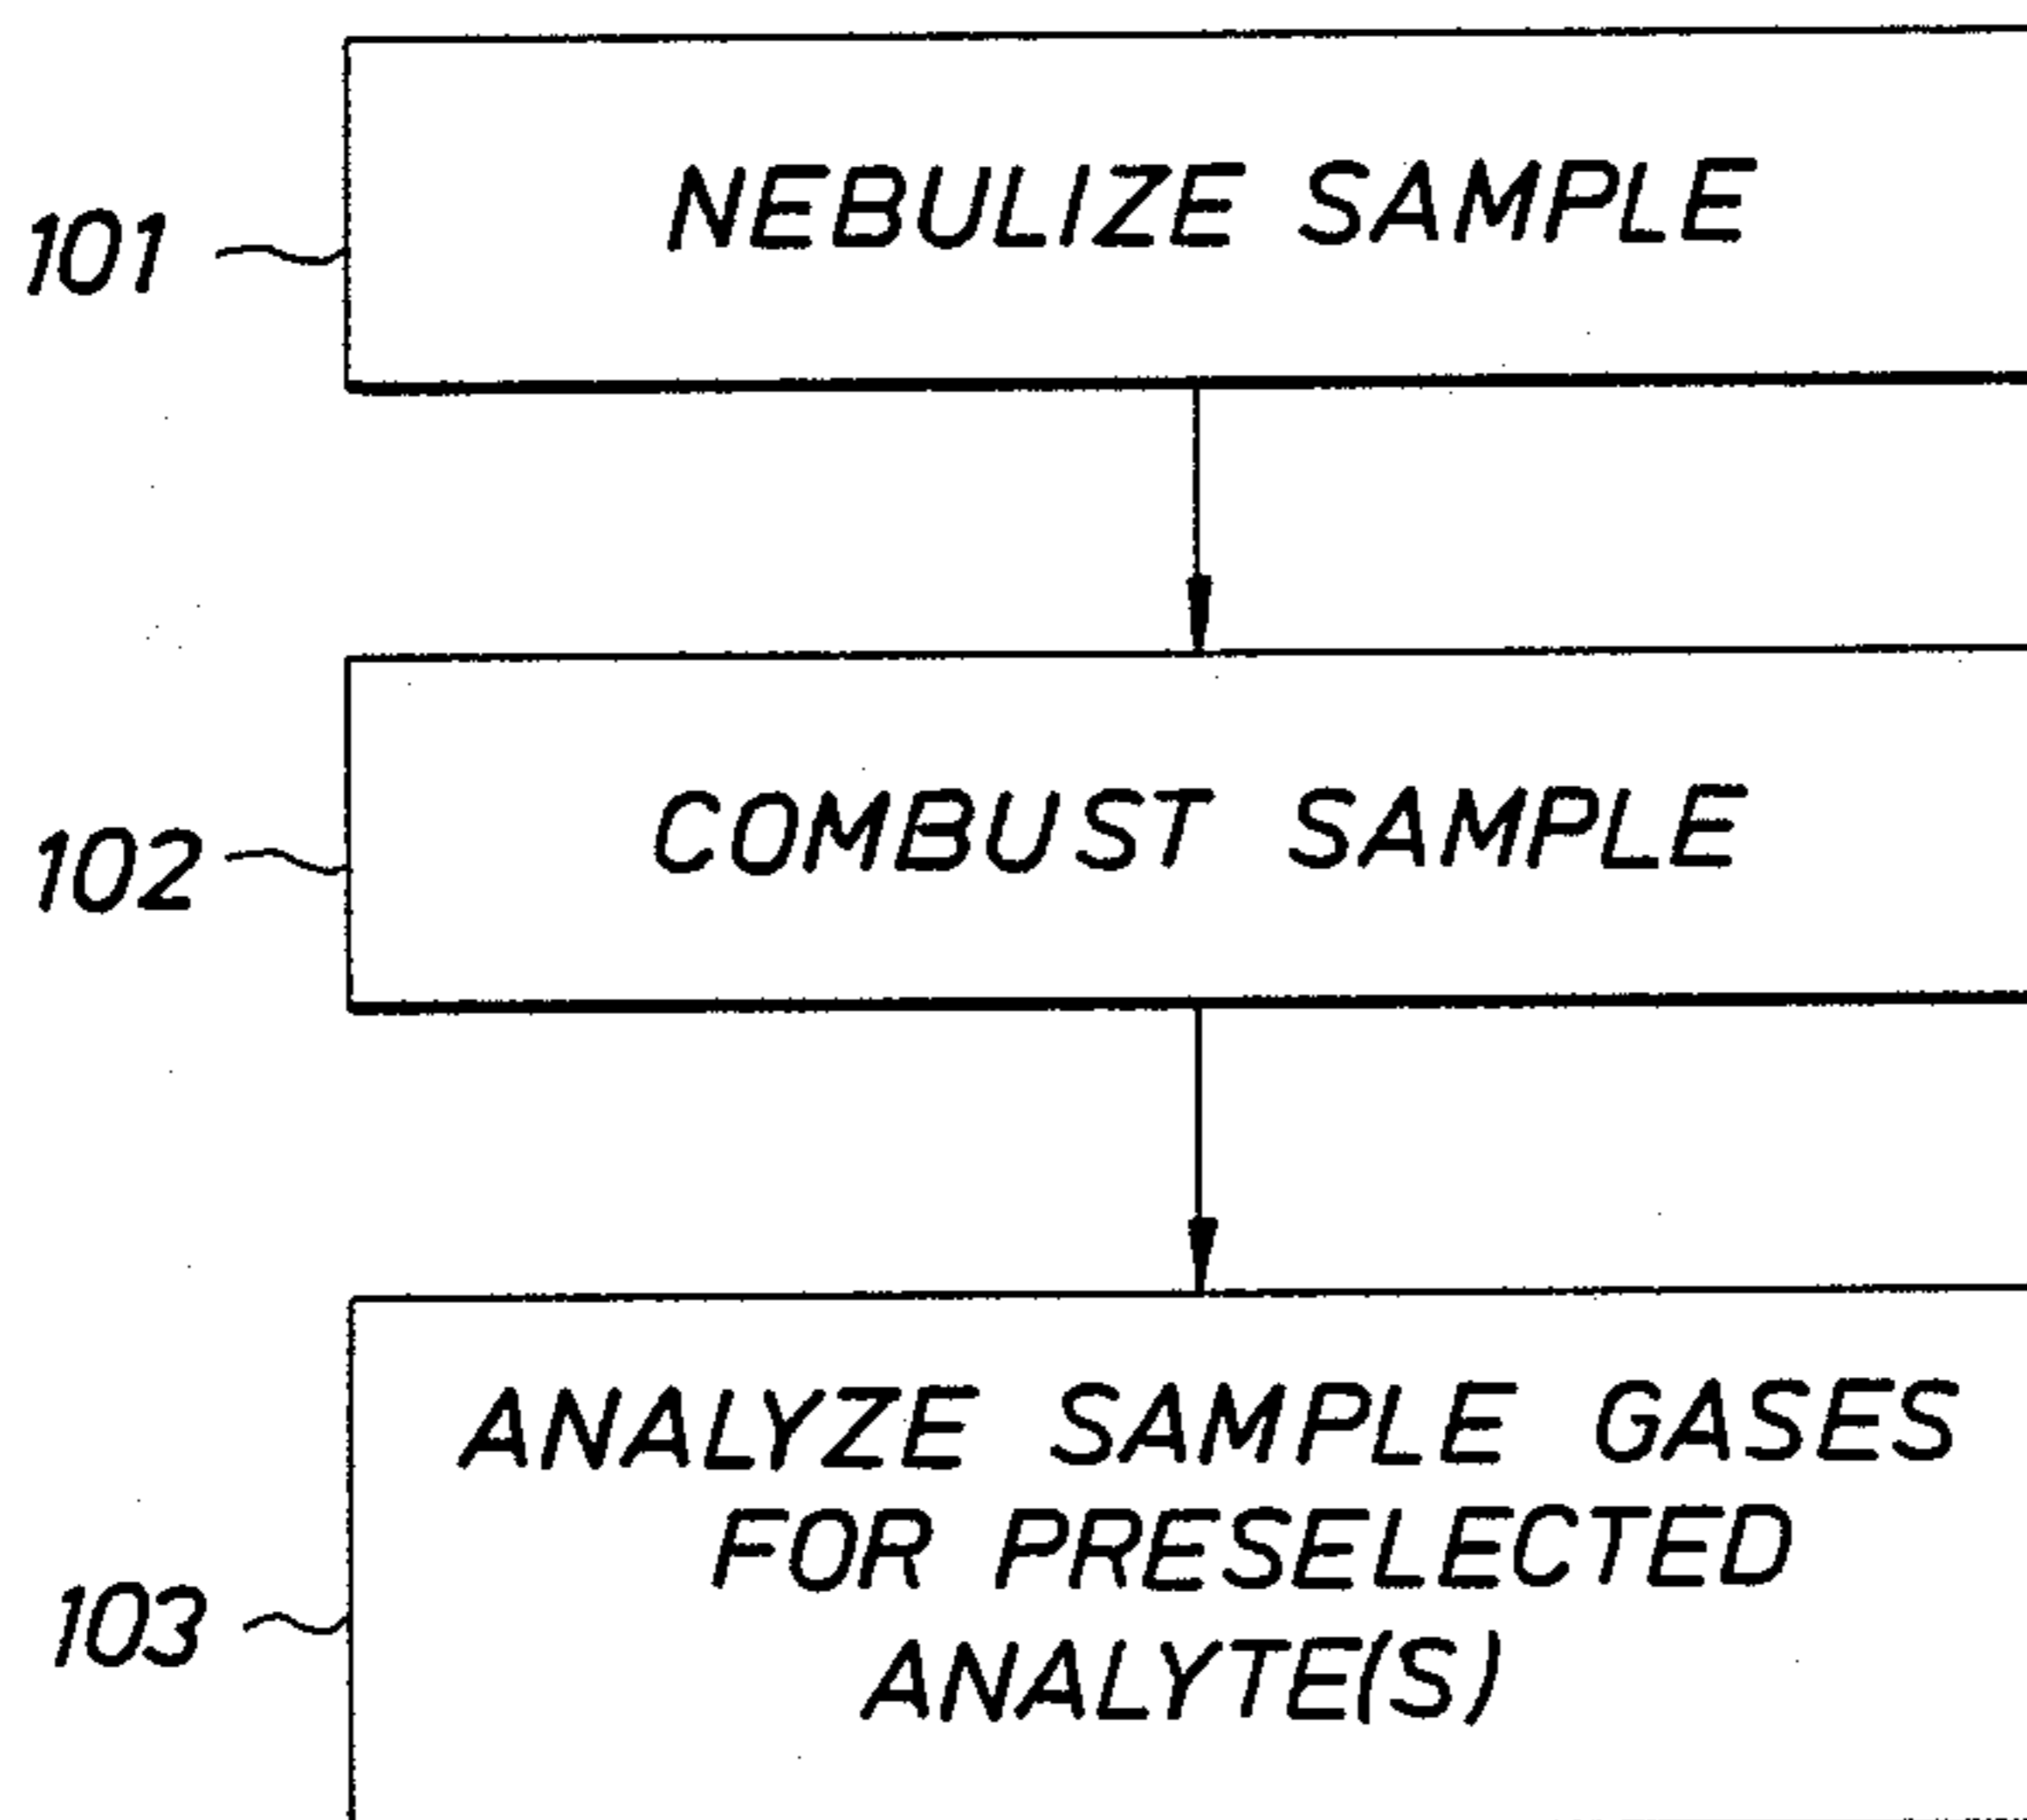 NEBULIZE SAMPLE
101
COMBUST SAMPLE
102
ANALYZE SAMPLE GASES
FOR PRESELECTED
ANALYTE(S)
103